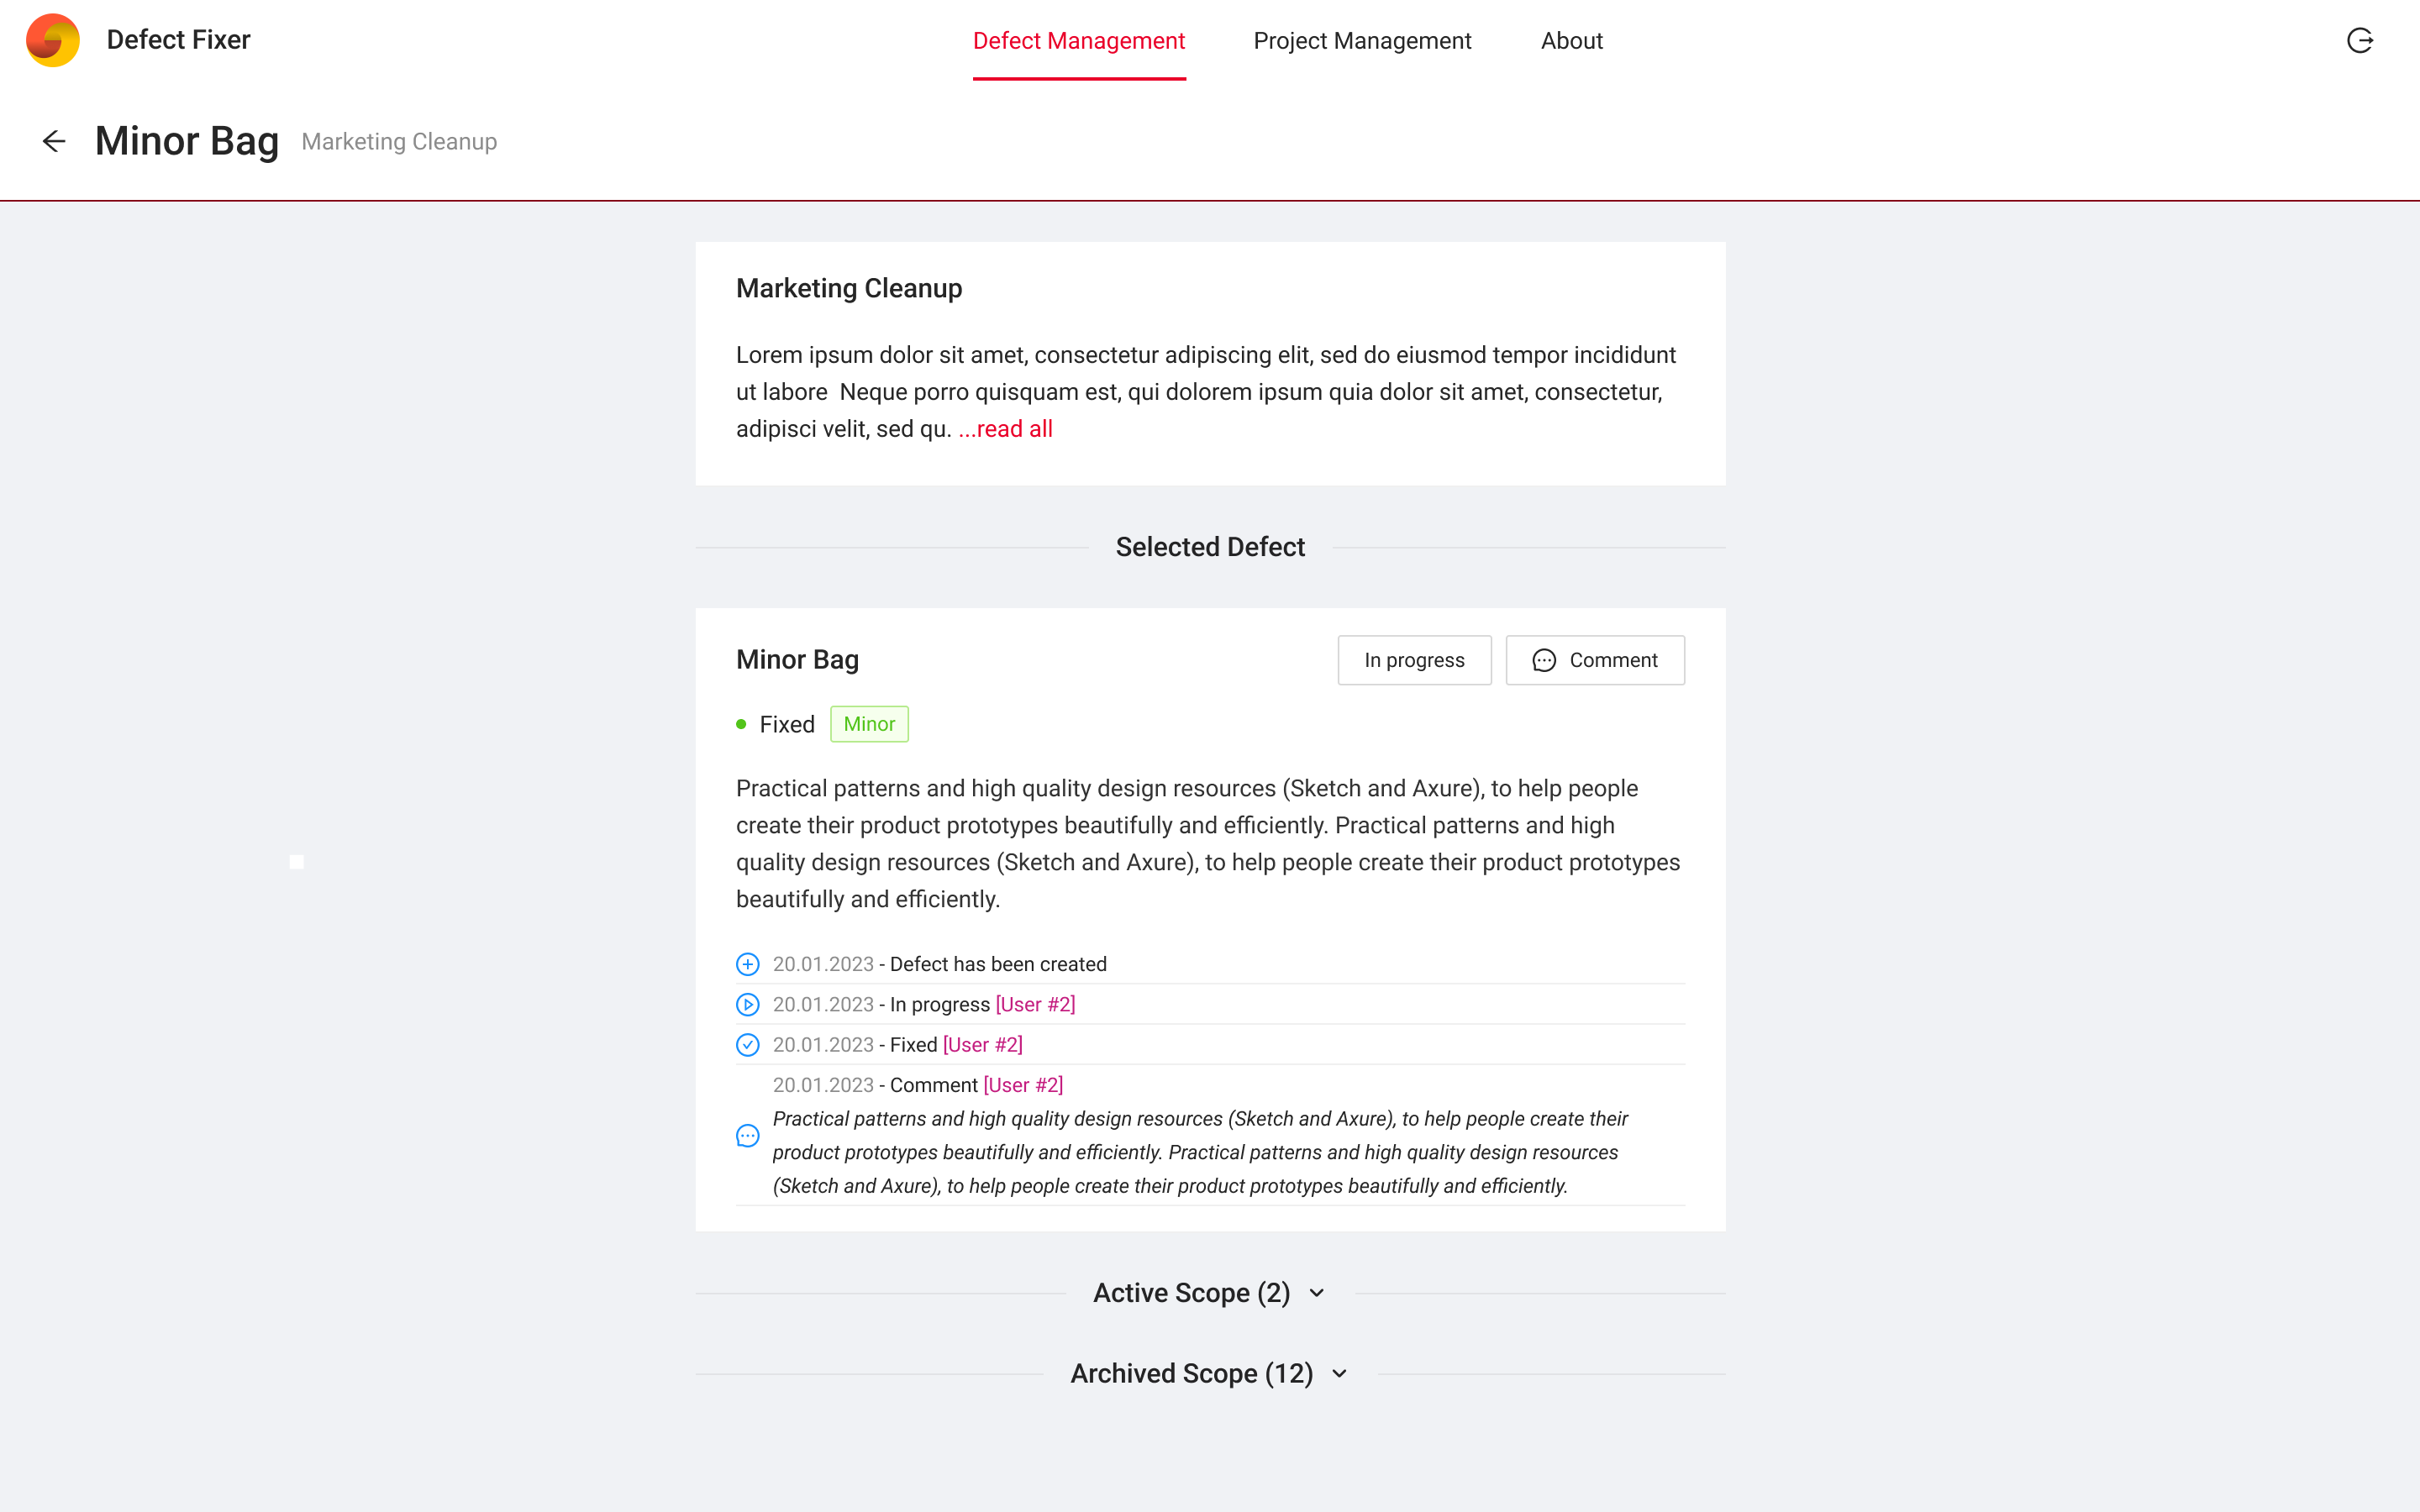 Defect Fixer
Defect Management
Project Management
About
Minor Bag
Marketing Cleanup
Marketing Cleanup
Lorem ipsum dolor sit amet, consectetur adipiscing elit, sed do eiusmod tempor incididunt
ut labore  Neque porro quisquam est, qui dolorem ipsum quia dolor sit amet, consectetur,
adipisci velit, sed qu. ...read all
Selected Defect
Minor Bag
In progress
Comment
Fixed
Minor
Practical patterns and high quality design resources (Sketch and Axure), to help people
create their product prototypes beautifully and efficiently. Practical patterns and high
quality design resources (Sketch and Axure), to help people create their product prototypes
beautifully and efficiently.
20.01.2023 - Defect has been created
20.01.2023 - In progress [User #2]
20.01.2023 - Fixed [User #2]
20.01.2023 - Comment [User #2]
Practical patterns and high quality design resources (Sketch and Axure), to help people create their
product prototypes beautifully and efficiently. Practical patterns and high quality design resources
(Sketch and Axure), to help people create their product prototypes beautifully and efficiently.
Active Scope (2)
Archived Scope (12)